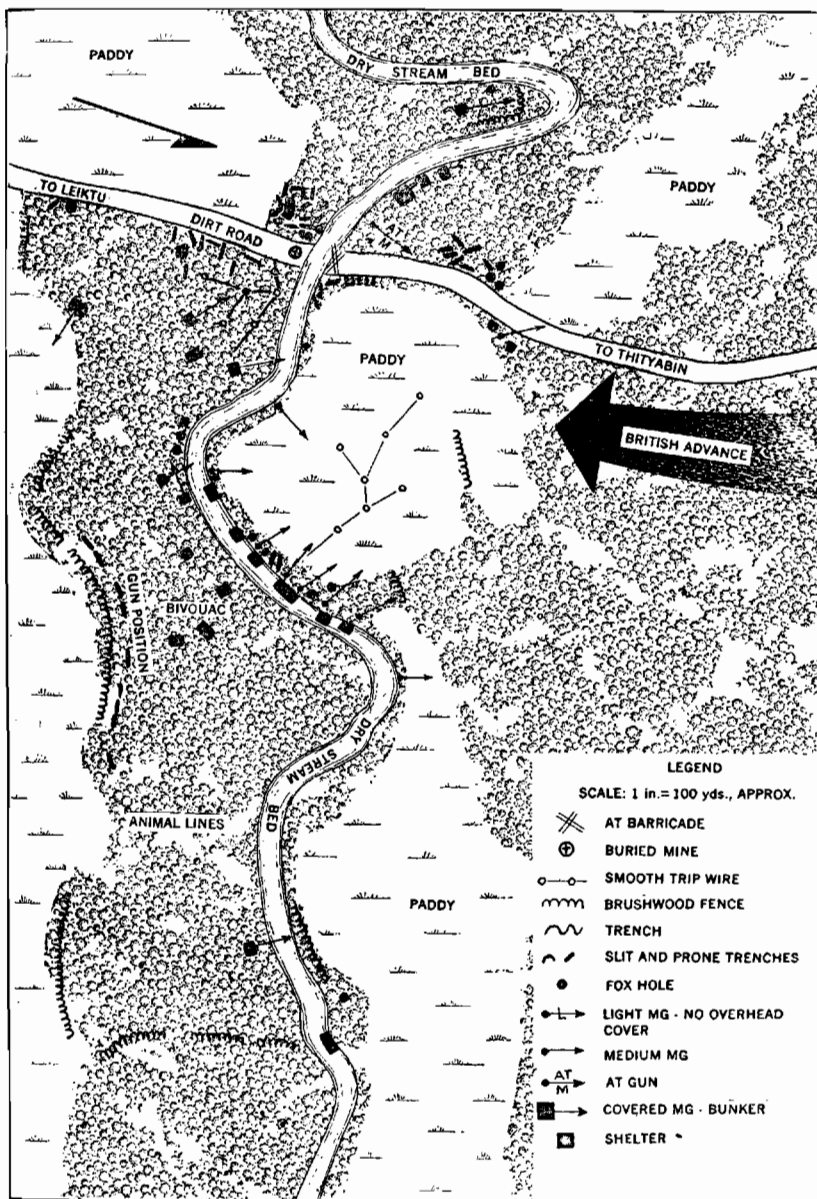 PADDY
DRY STREAM BED
PADDY
TO LEIKTU
DIRT ROAD
AT
M
TO THITYABIN
PADDY
BRITISH ADVANCE
GUN POSITION
BIVOUAC
DRY STREAM BED
ANIMAL LINES
PADDY
LEGEND
SCALE: 1 in.= 100 yds., APPROX.
AT BARRICADE
BURIED MINE
SMOOTH TRIP WIRE
BRUSHWOOD FENCE
TRENCH
SLIT AND PRONE TRENCHES
FOX HOLE
LIGHT MG - NO OVERHEAD
COVER
MEDIUM MG
AT
M
AT GUN
COVERED MG - BUNKER
SHELTER